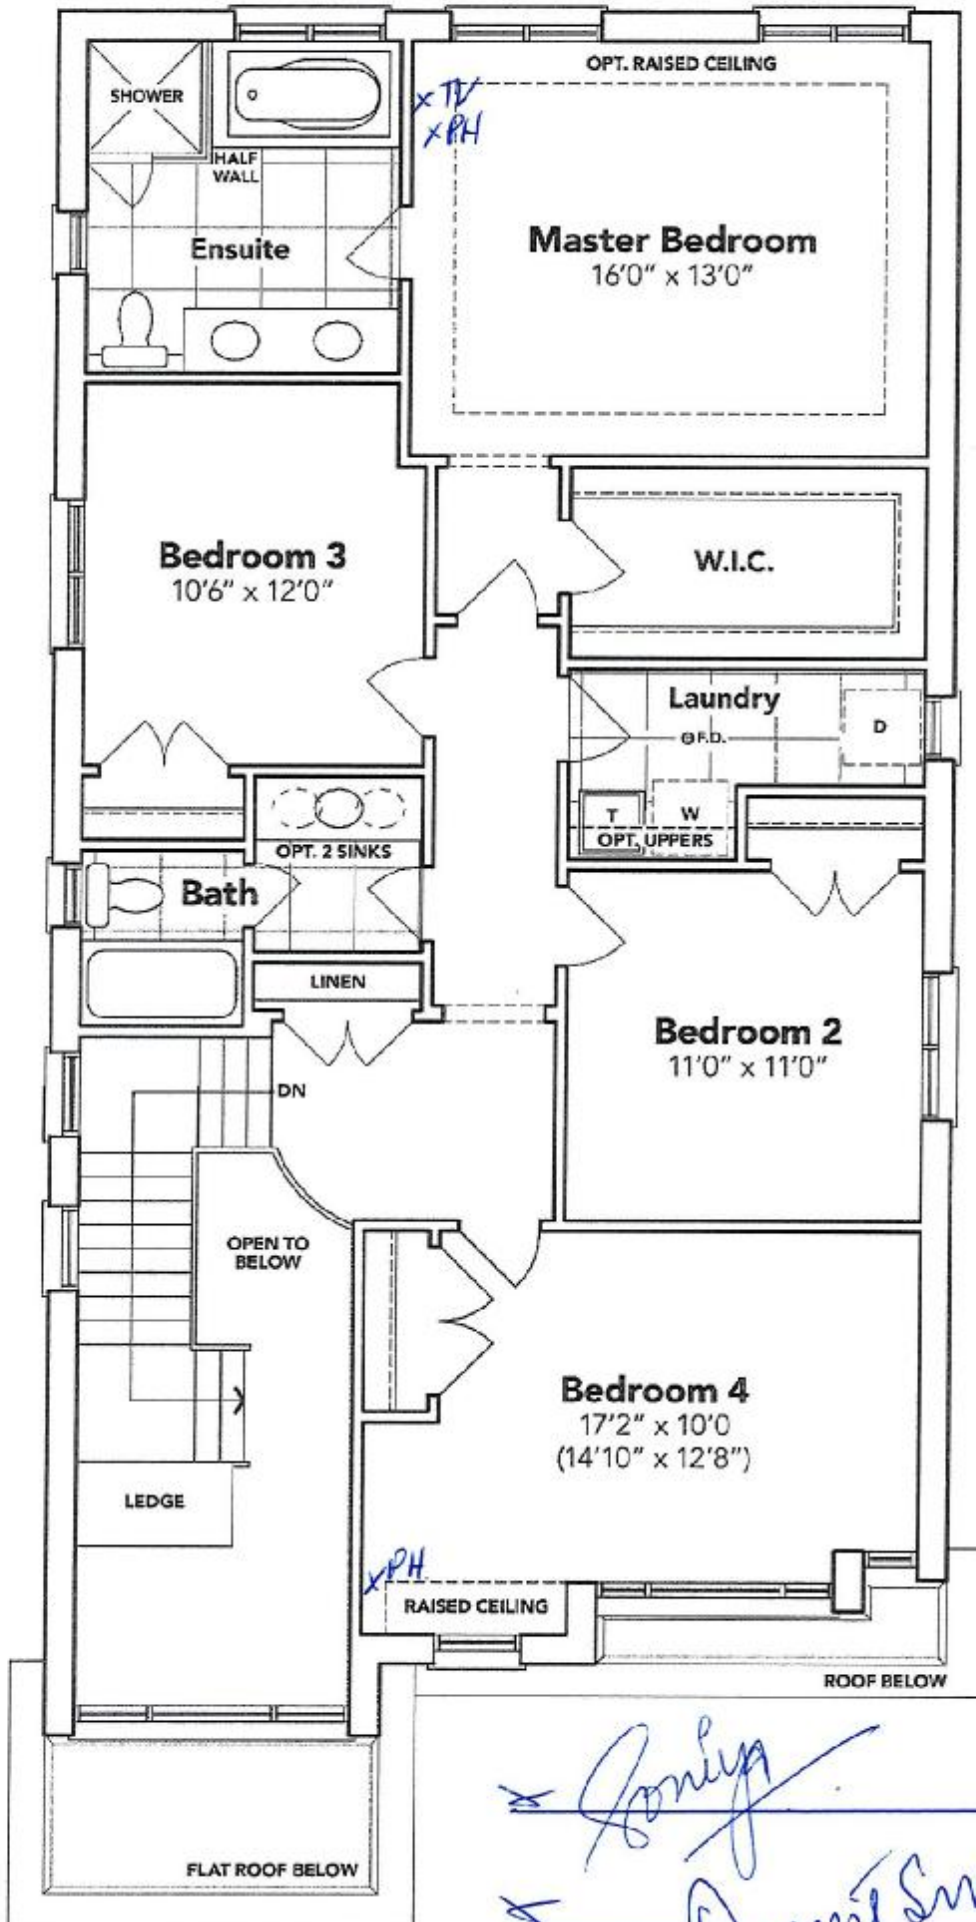 OPT. RAISED CEILING
SHOWER
x TV
x PH
HALF
WALL
Ensuite
Master Bedroom
16'0" x 13'0"
Bedroom 3
10'6" x 12'0"
W.I.C.
Laundry
F.D.
D
T
W
OPT. UPPERS
OPT. 2 SINKS
Bath
LINEN
Bedroom 2
11'0" x 11'0"
DN
OPEN TO
BELOW
Bedroom 4
17'2" x 10'0
(14'10" x 12'8")
LEDGE
x PH
RAISED CEILING
ROOF BELOW
FLAT ROOF BELOW